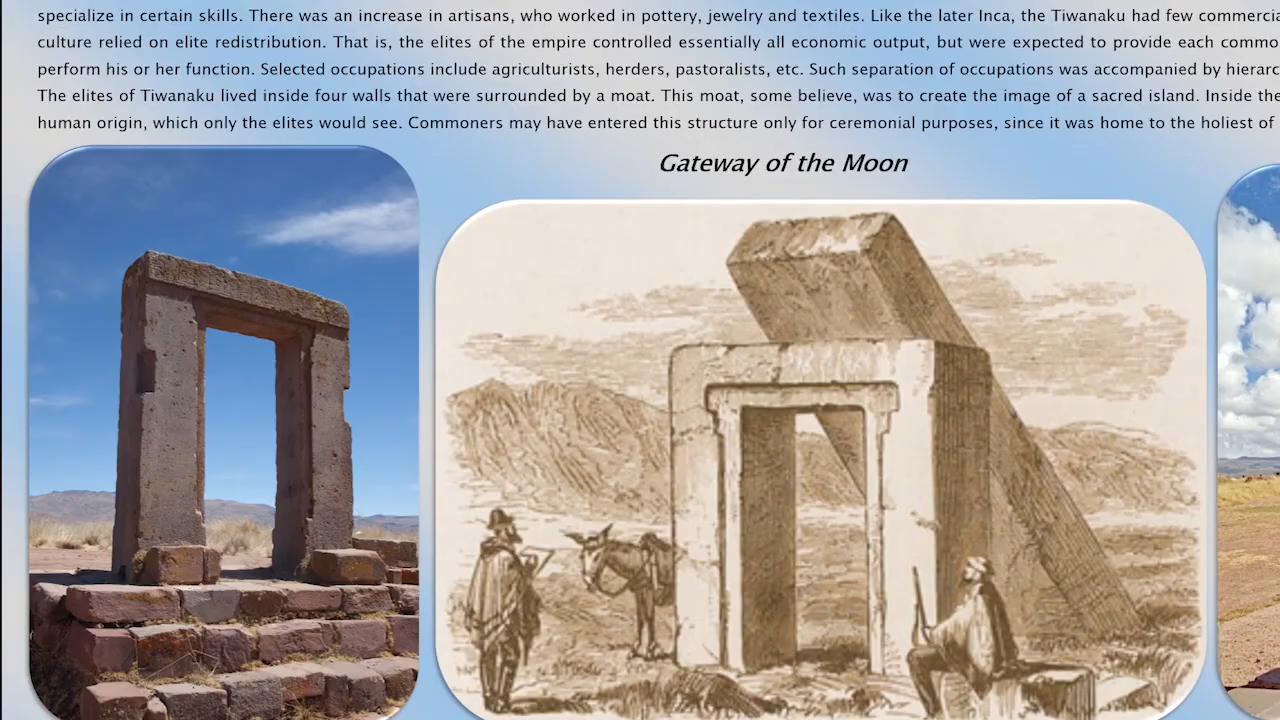 specialize in certain skills. There was an increase in artisans, who worked in pottery, jewelry and textiles. Like the later Inca, the Tiwanaku had few
culture relied on elite redistribution. That is, the elites of the empire controlled essentially all economic output, but were expected to provide each
perform his or her function. Selected occupations include agriculturists, herders, pastoralists, etc. Such separation of occupations was accompanied by
The elites of Tiwanaku lived inside four walls that were surrounded by a moat. This moat, some believe, was to create the image of a sacred island. Inside the
human origin, which only the elites would see. Commoners may have entered this structure only for ceremonial purposes, since it was home to the holiest of
Gateway of the Moon